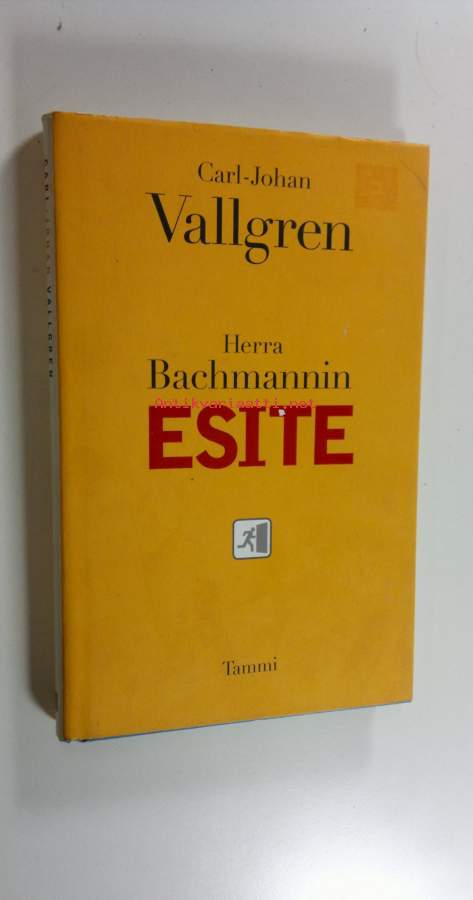 Carl-Johan
Vallgren
Herra
Bachmannin
Antikvariaatti.net
ESITE
Tammi
CARL-JOHAN VALLGREN